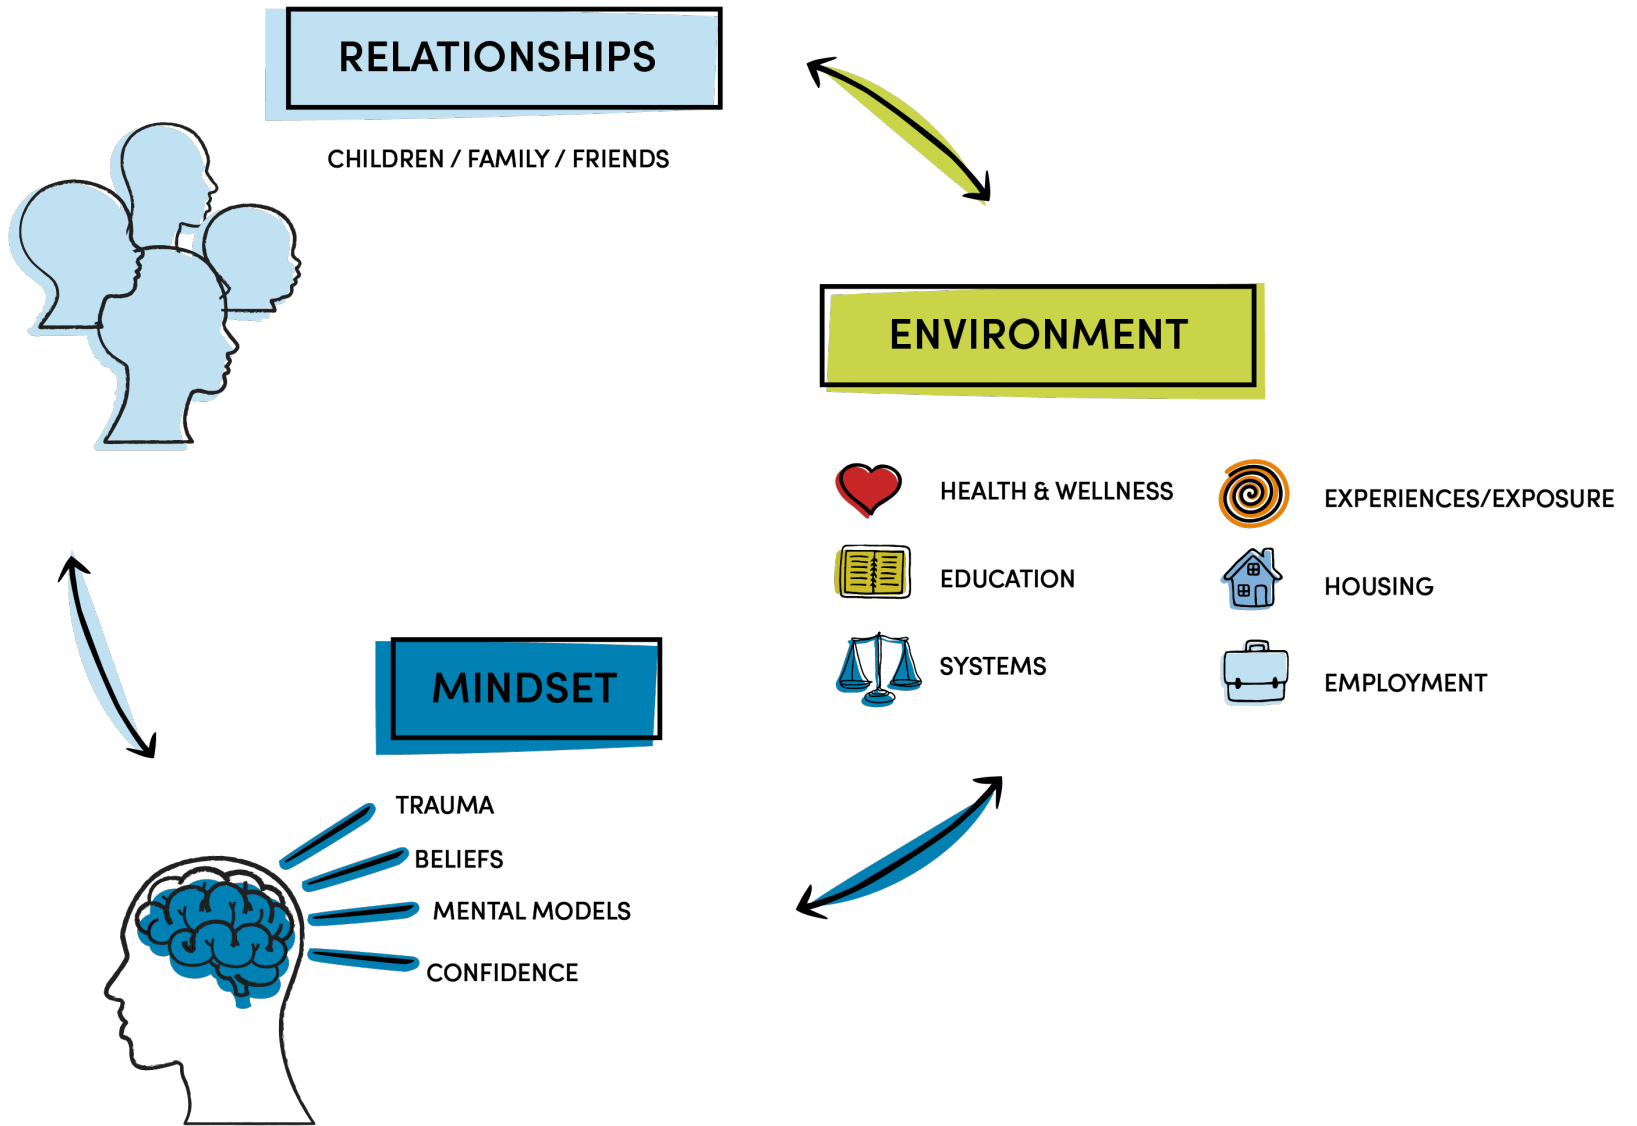 RELATIONSHIPS
CHILDREN / FAMILY / FRIENDS
ENVIRONMENT
HEALTH & WELLNESS
EXPERIENCES/EXPOSURE
EDUCATION
HOUSING
SYSTEMS
EMPLOYMENT
MINDSET
TRAUMA
BELIEFS
MENTAL MODELS
CONFIDENCE